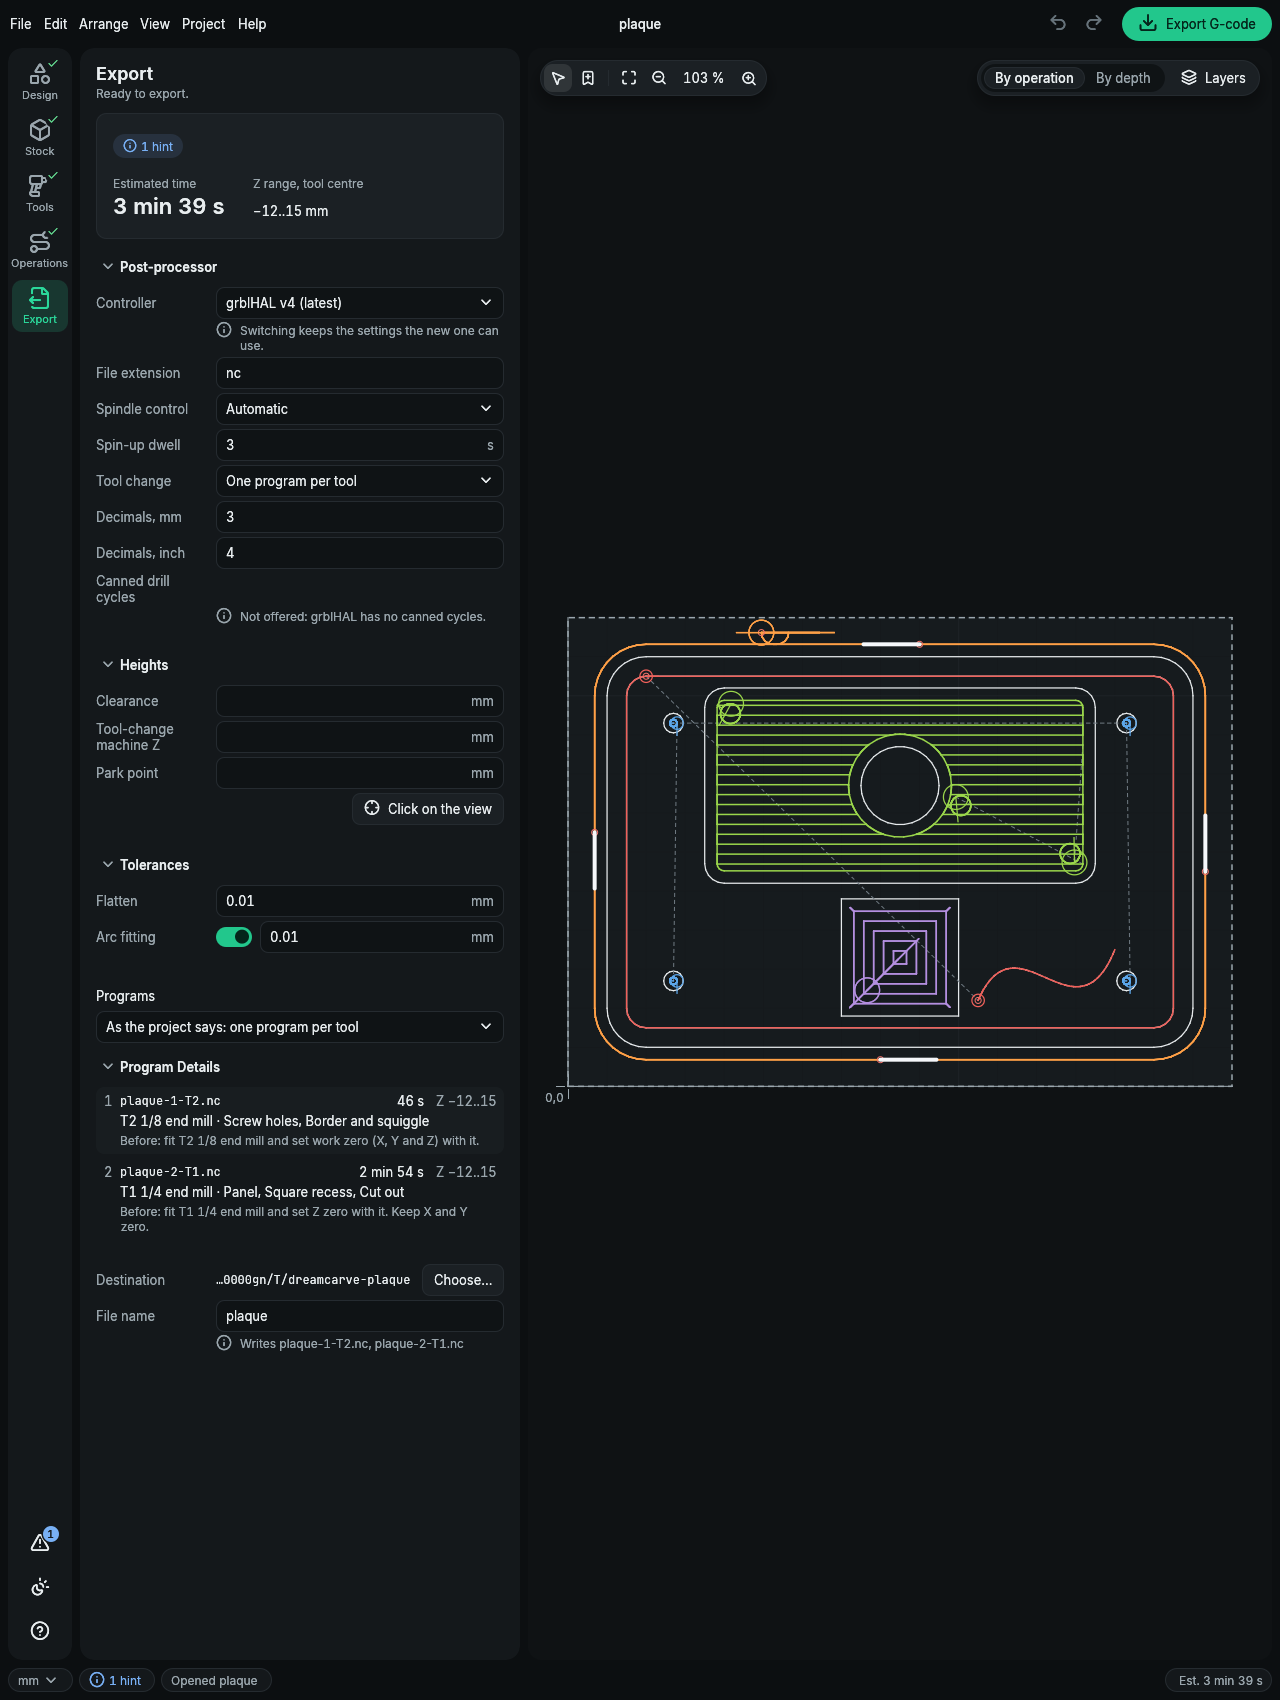 File Edit Arrange View Project Help
plaque
Export G-code
Design
Stock
Tools
Operations
Export
Export
Ready to export.
1 hint
Estimated time
Z range, tool centre
3 min 39 s
−12..15 mm
Post-processor
Controller
grblHAL v4 (latest)
Switching keeps the settings the new one can
use.
File extension
nc
Spindle control
Automatic
Spin-up dwell
3
s
Tool change
One program per tool
Decimals, mm
3
Decimals, inch
4
Canned drill
cycles
Not offered: grblHAL has no canned cycles.
Heights
Clearance
mm
Tool-change
machine Z
mm
Park point
mm
Click on the view
Tolerances
Flatten
0.01
mm
Arc fitting
0.01
mm
Programs
As the project says: one program per tool
Program Details
1 plaque-1-T2.nc 46 s Z −12..15
T2 1/8 end mill · Screw holes, Border and squiggle
Before: fit T2 1/8 end mill and set work zero (X, Y and Z) with it.
2 plaque-2-T1.nc 2 min 54 s Z −12..15
T1 1/4 end mill · Panel, Square recess, Cut out
Before: fit T1 1/4 end mill and set Z zero with it. Keep X and Y
zero.
Destination
…0000gn/T/dreamcarve-plaque
Choose...
File name
plaque
Writes plaque-1-T2.nc, plaque-2-T1.nc
103 %
By operation
By depth
Layers
0,0
1
mm
1 hint
Opened plaque
Est. 3 min 39 s